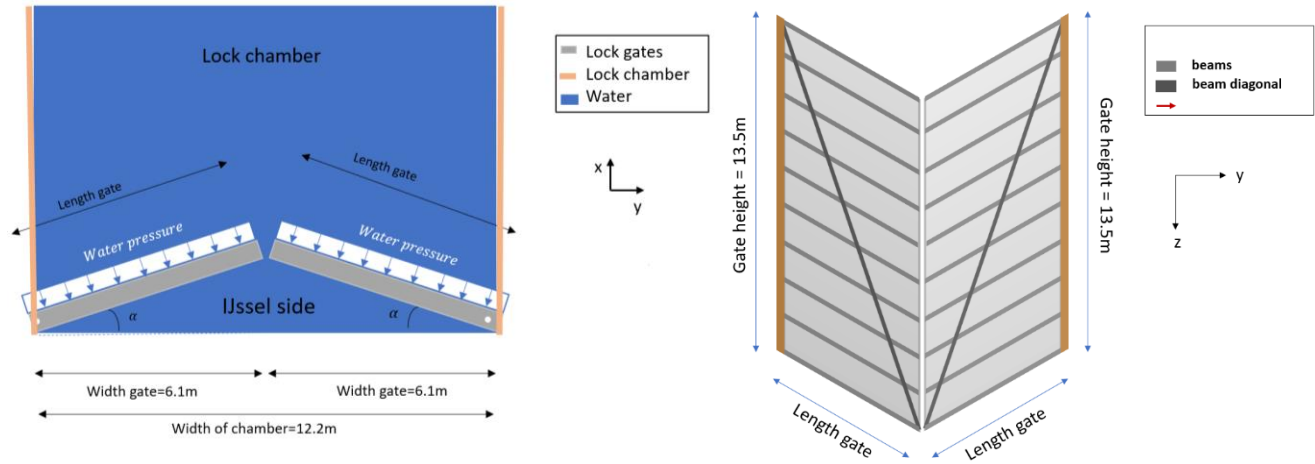 Lock chamber
Length gate
Length gate
Water pressure
Water pressure
IJssel side
α
α
Width gate=6.1m
Width gate=6.1m
Width of chamber=12.2m
Lock gates
Lock chamber
Water
x
y
Gate height = 13.5m
Gate height = 13.5m
Length gate
Length gate
beams
beam diagonal
y
z